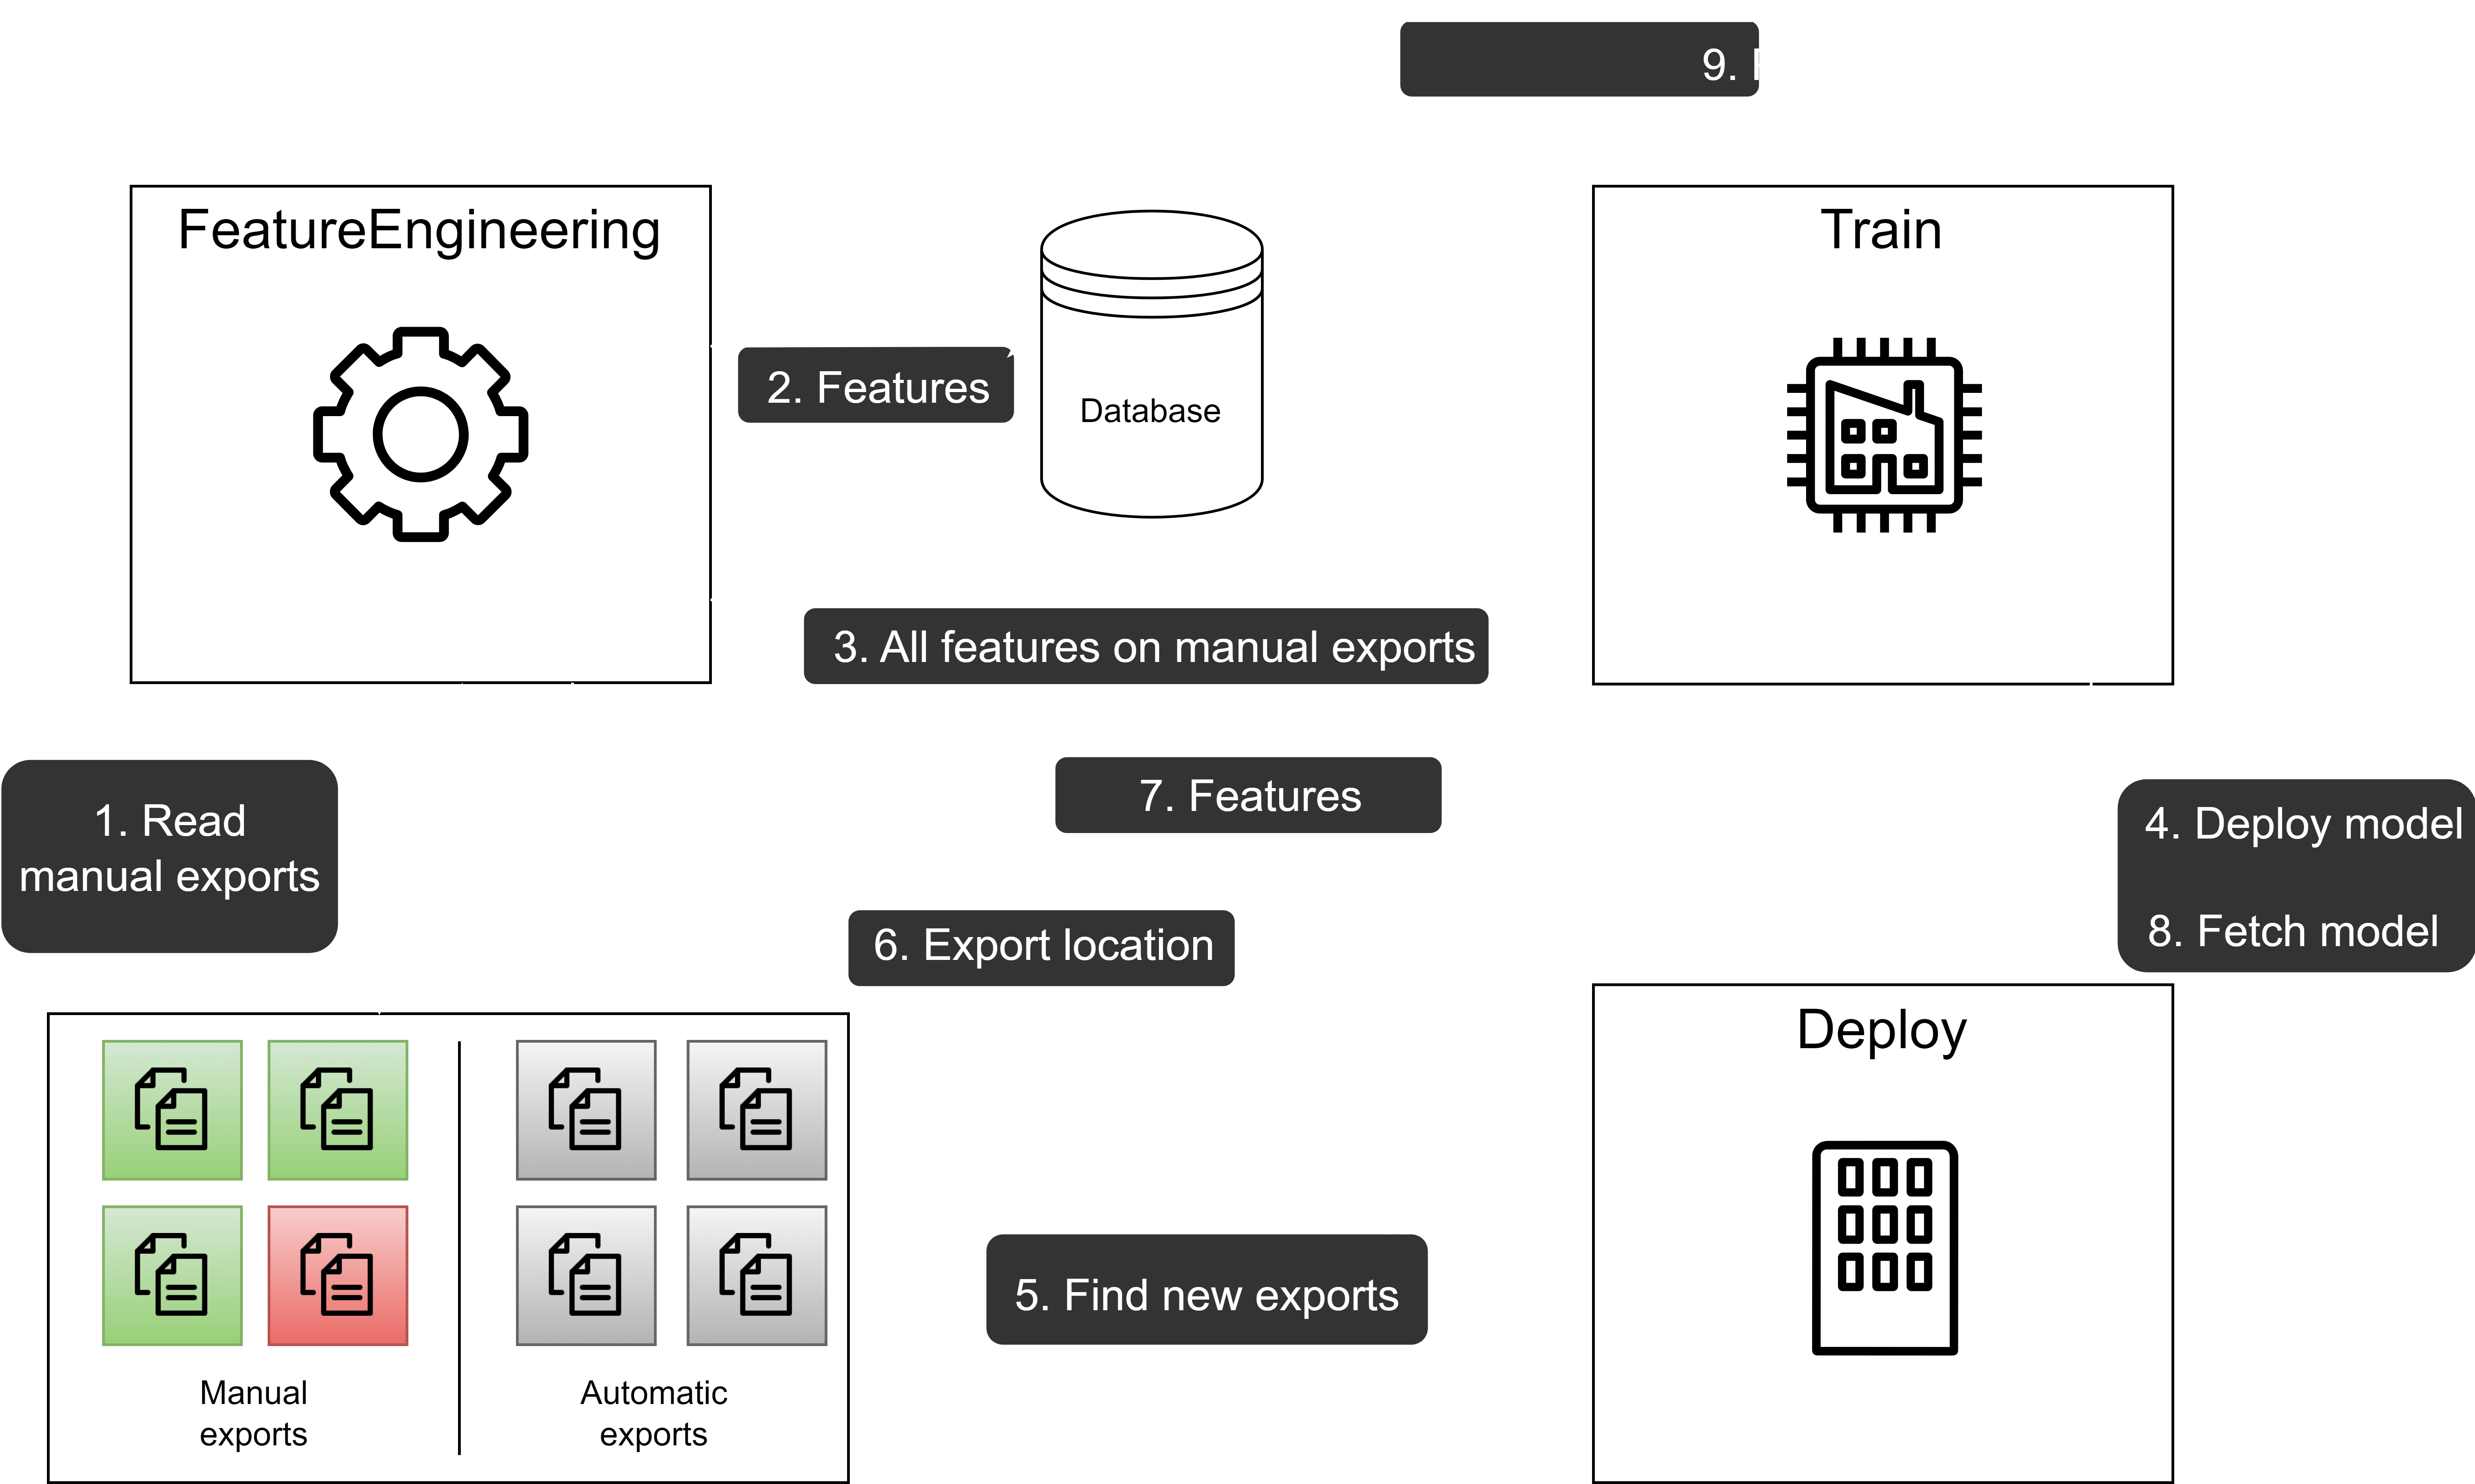 9.
FeatureEngineering
Train
2. Features
Database
3. All features on manual exports
7. Features
1. Read
manual exports
4. Deploy model
8. Fetch model
6. Export location
Deploy
5. Find new exports
Manual
exports
Automatic
exports